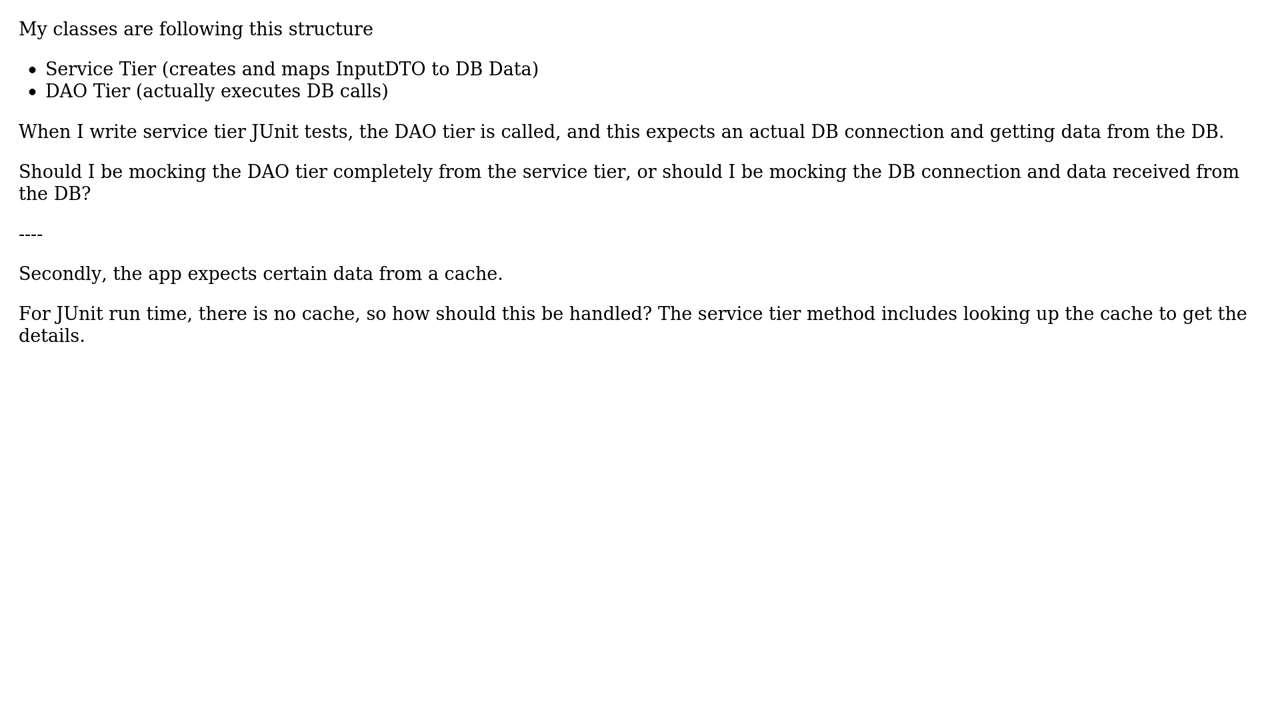 My classes are following this structure
• Service Tier (creates and maps InputDTO to DB Data)
• DAO Tier (actually executes DB calls)
When I write service tier JUnit tests, the DAO tier is called, and this expects an actual DB connection and getting data from the DB.
Should I be mocking the DAO tier completely from the service tier, or should I be mocking the DB connection and data received from
the DB?
----
Secondly, the app expects certain data from a cache.
For JUnit run time, there is no cache, so how should this be handled? The service tier method includes looking up the cache to get the
details.